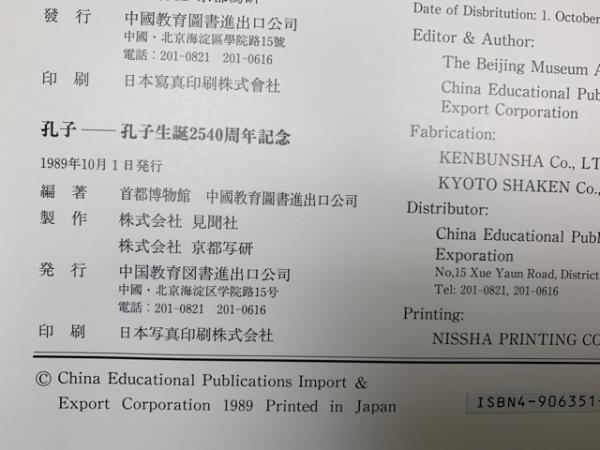 發 行 中國教育圖書進出口公司
中國・北京海淀區學院路15號
電話：201-0821 201-0616
印 刷 日本寫真印刷株式會社
孔子――孔子生誕2540周年記念
1989年10月1日発行
編 著 首都博物館 中國教育圖書進出口公司
製 作 株式会社 見聞社
株式会社 京都写研
発 行 中国教育図書進出口公司
中國・北京海淀区学院路15号
電話：201-0821 201-0616
印 刷 日本写真印刷株式会社
Date of Disbritution: 1. October
Editor & Author:
The Beijing Museum
China Educational
Export Corporation
Fabrication:
KENBUNSHA Co., LT
KYOTO SHAKEN Co.,
Distributor:
China Educational
Exporation
No,15 Xue Yaun Road, District
Tel: 201-0821, 201-0616
Printing:
NISSHA PRINTING CO
© China Educational Publications Import &
Export Corporation 1989 Printed in Japan
ISBN4-906351-